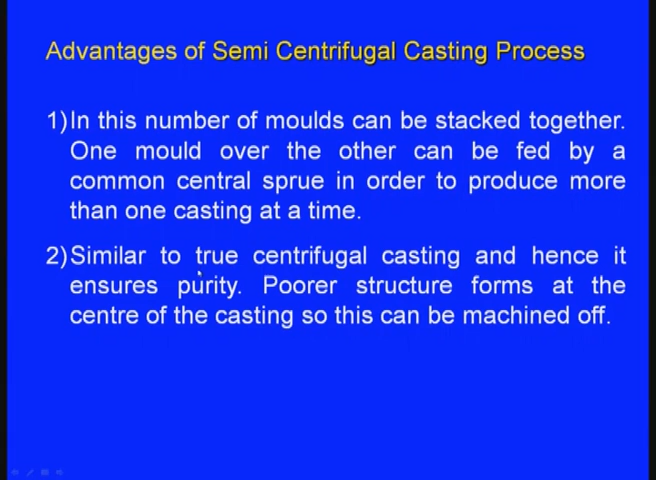 Advantages of Semi Centrifugal Casting Process
1)In this number of moulds can be stacked together.
One mould over the other can be fed by a
common central sprue in order to produce more
than one casting at a time.
2)Similar to true centrifugal casting and hence it
ensures purity. Poorer structure forms at the
centre of the casting so this can be machined off.